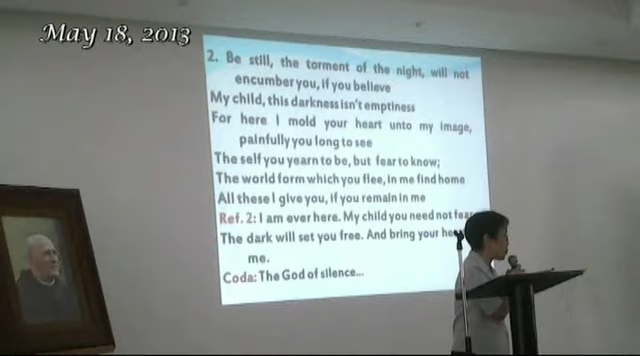 May 18, 2013
2. Be still, the torment of the night, will not
encumber you, if you believe
My child, this darkness isn't emptiness
For here I mold your heart unto my image,
painfully you long to see
The self you yearn to be, but fear to know;
The world form which you flee, in me find home
All these I give you, if you remain in me
Ref. 2: I am ever here. My child you need not fear
The dark will set you free. And bring your
me.
Coda: The God of silence...